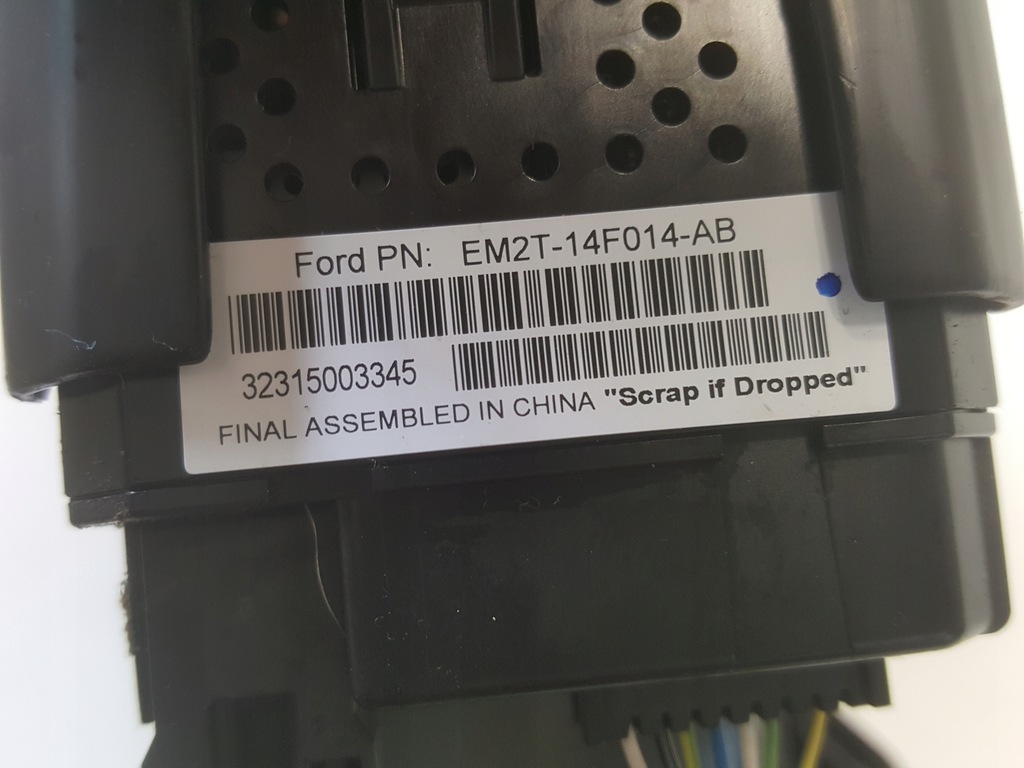 Ford PN: EM2T-14F014-AB
32315003345
FINAL ASSEMBLED IN CHINA "Scrap if Dropped"